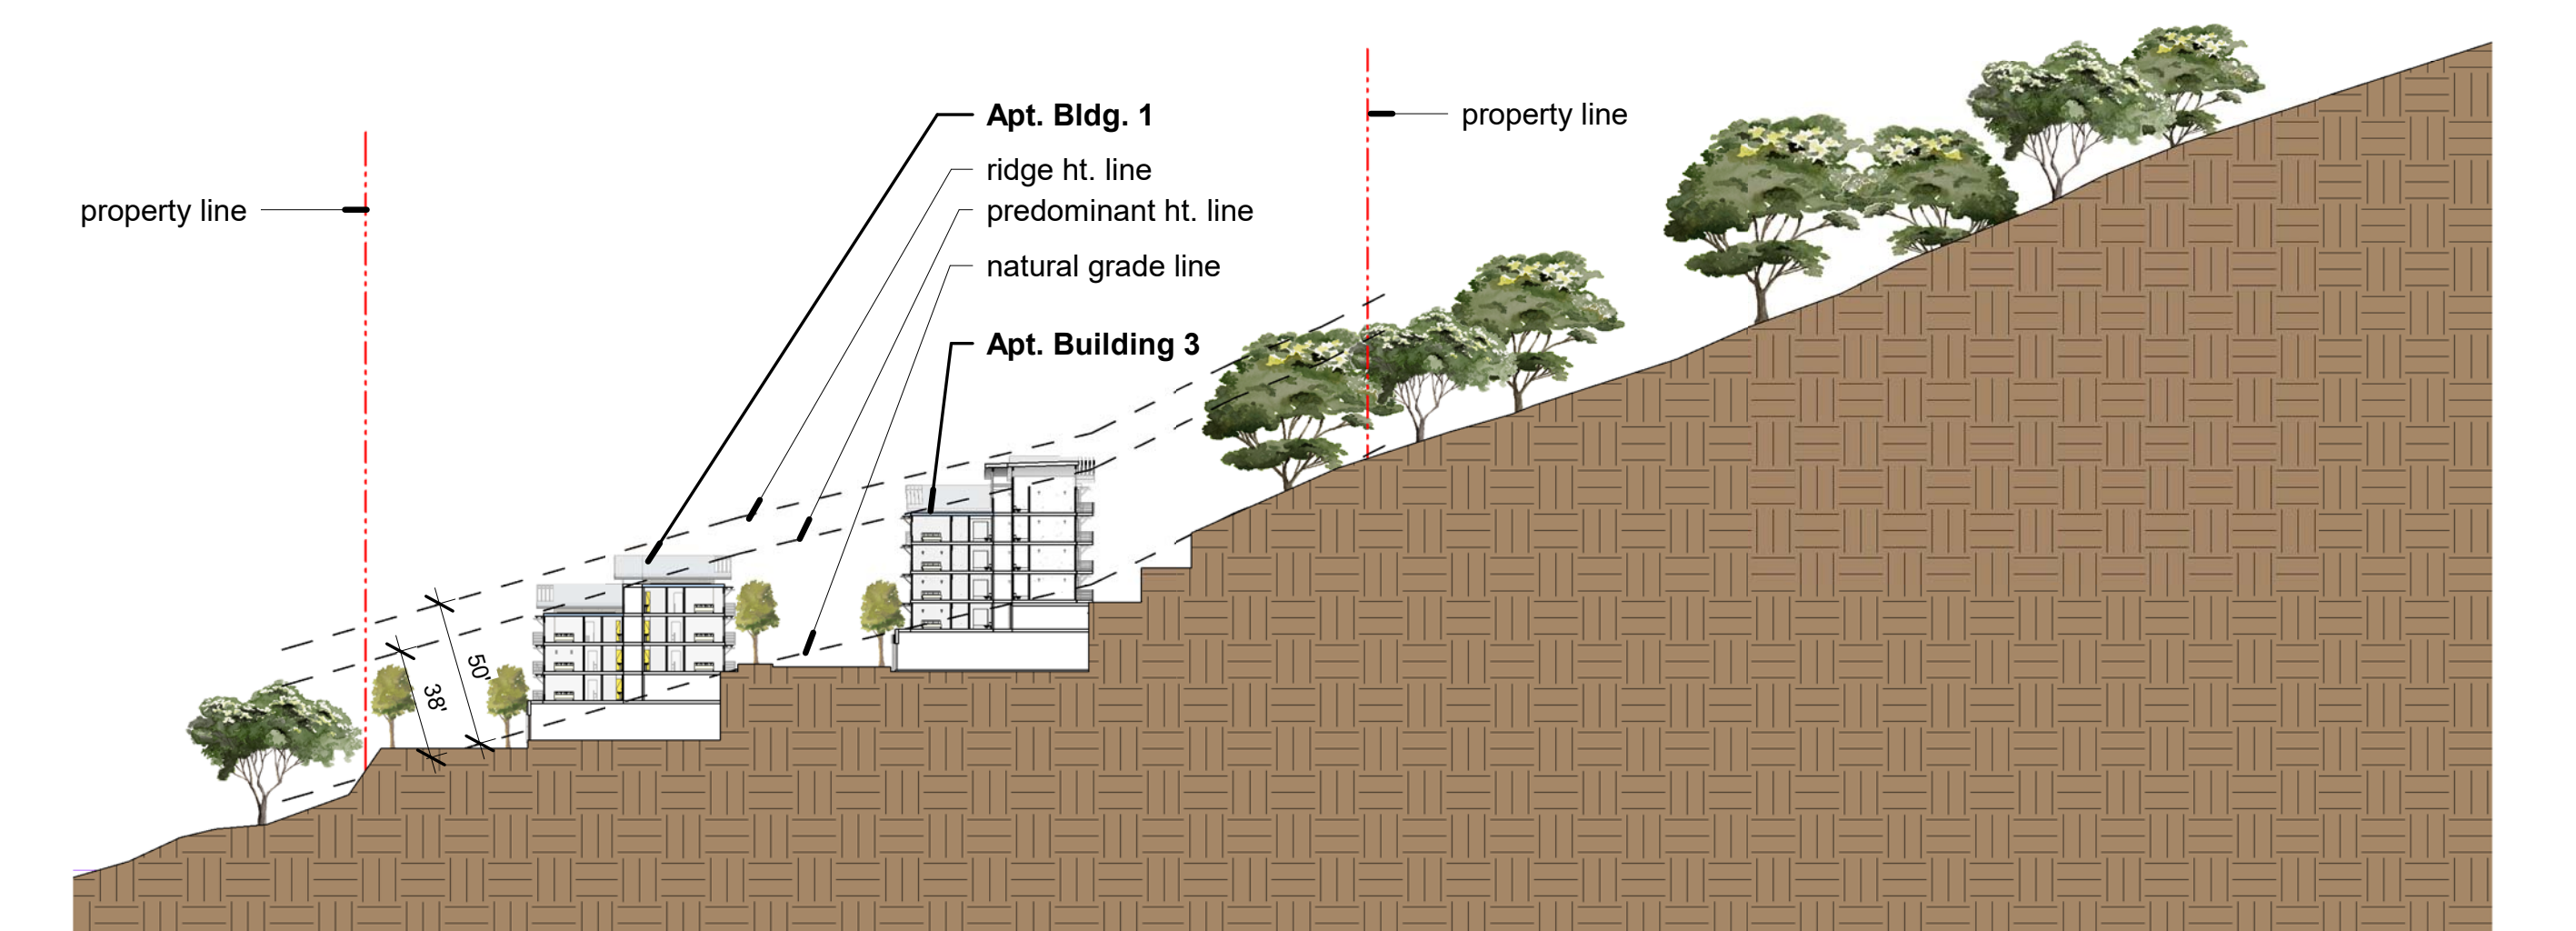 Apt. Bldg. 1
property line
ridge ht. line
property line
predominant ht. line
natural grade line
Apt. Building 3
50'
38'